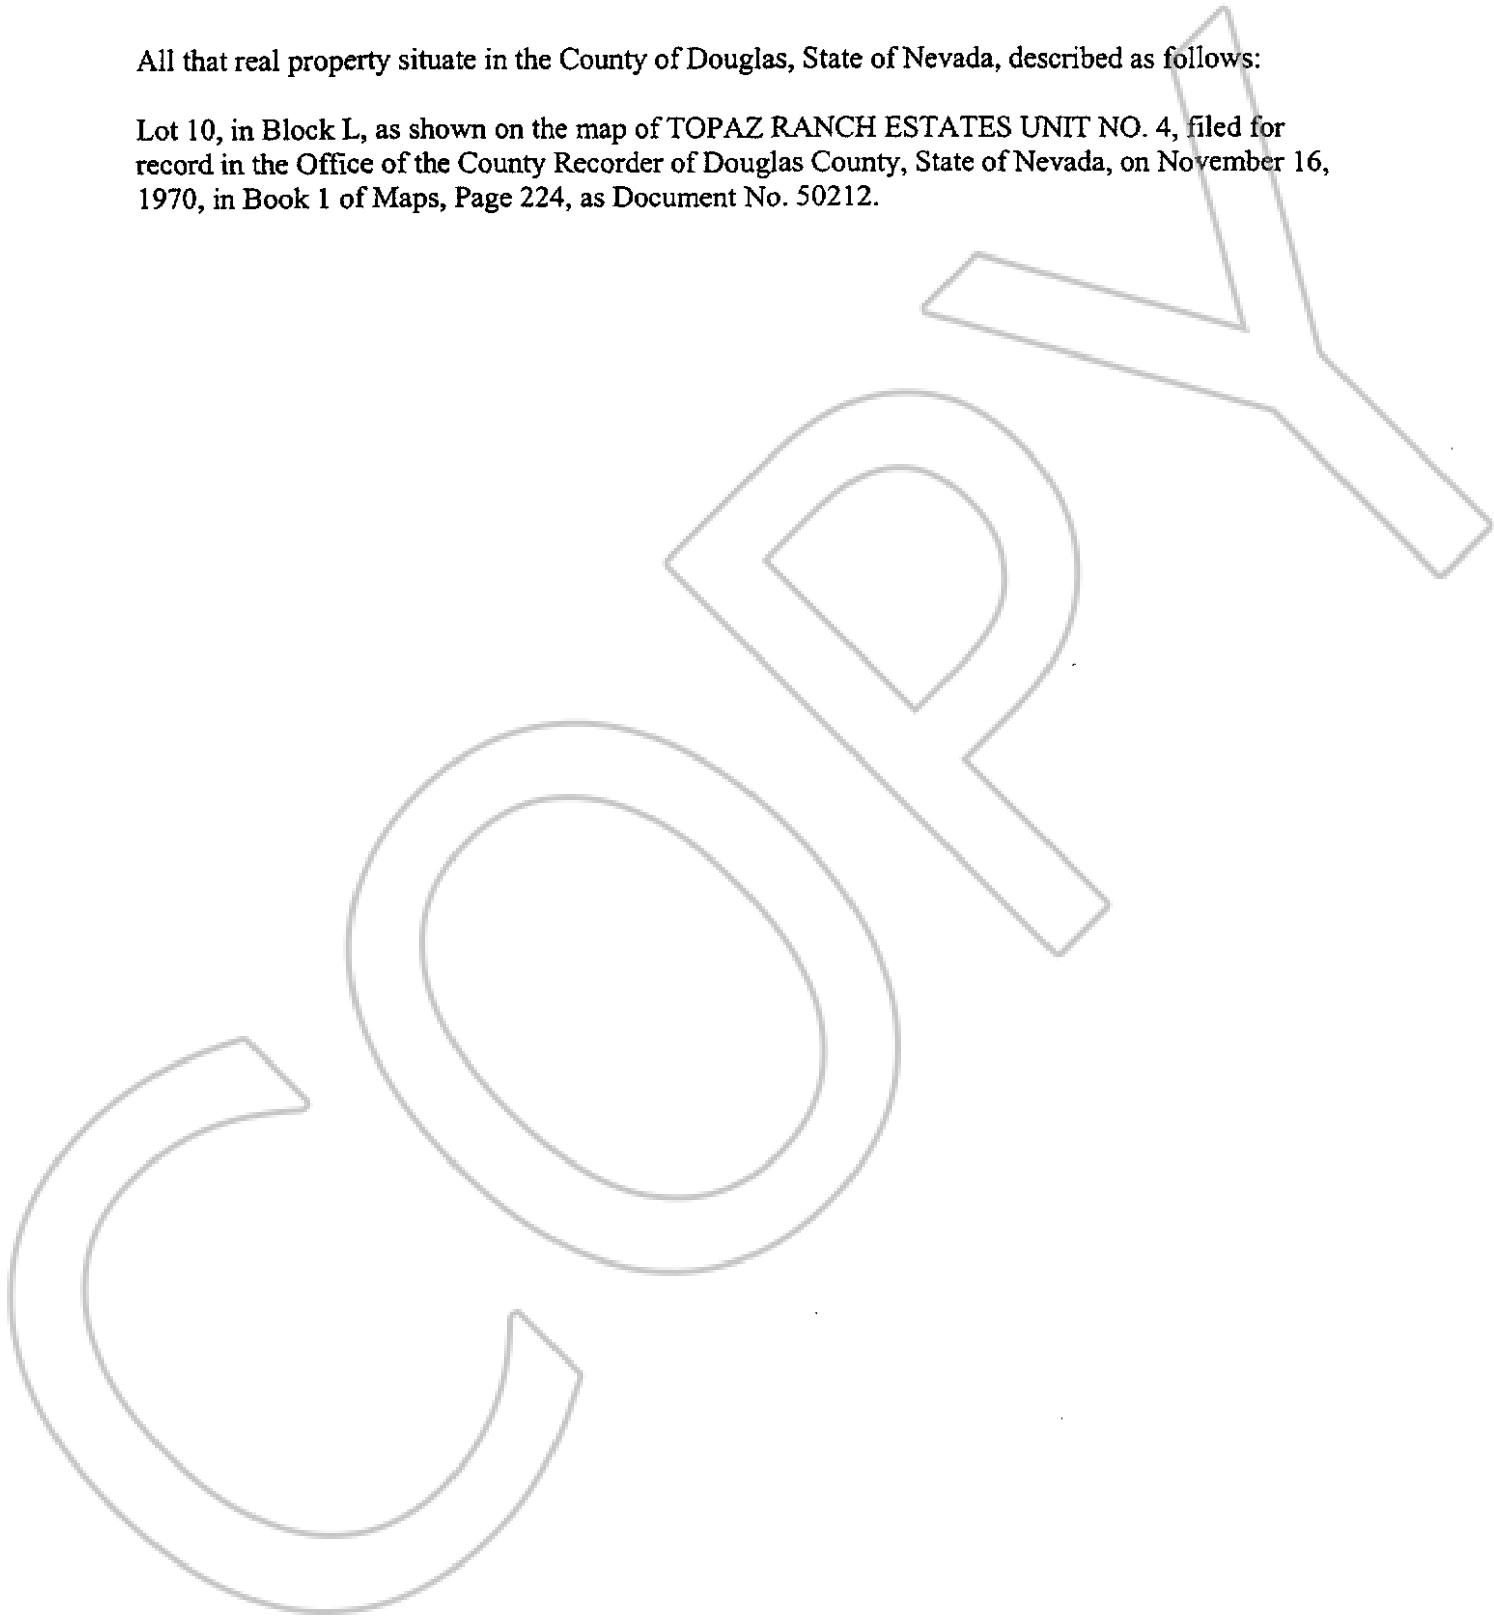 All that real property situate in the County of Douglas, State of Nevada, described as follows:
Lot 10, in Block L, as shown on the map of TOPAZ RANCH ESTATES UNIT NO. 4, filed for
record in the Office of the County Recorder of Douglas County, State of Nevada, on November 16,
1970, in Book 1 of Maps, Page 224, as Document No. 50212.
COPY